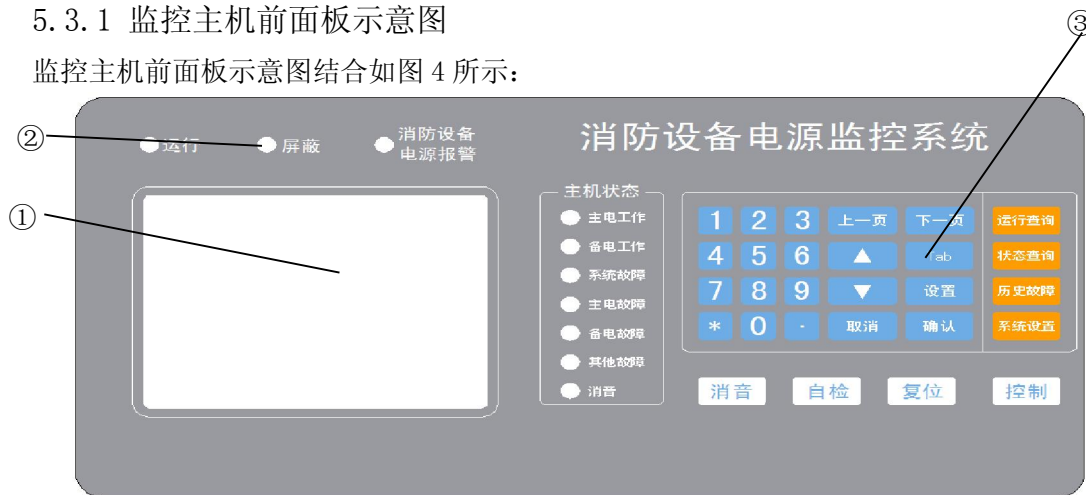 5.3.1 监控主机前面板示意图
监控主机前面板示意图结合如图 4 所示：
③
②
①
运行
屏蔽
消防设备
电源报警
消防设备电源监控系统
主机状态
主电工作
备电工作
系统故障
主电故障
备电故障
其他故障
消音
1 2 3 上一页 下一页 运行查询
4 5 6 ▲ Tab 状态查询
7 8 9 ▼ 设置 历史故障
* 0 · 取消 确认 系统设置
消音 自检 复位 控制